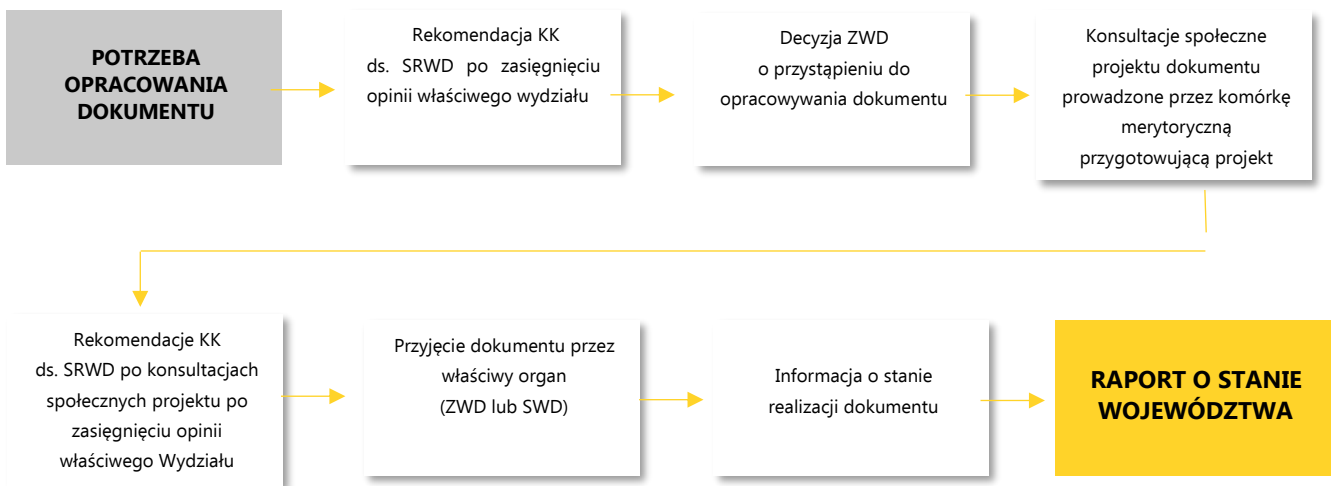 POTRZEBA
OPRACOWANIA
DOKUMENTU
Rekomendacja KK
ds. SRWD po zasięgnięciu
opinii właściwego wydziału
Decyzja ZWD
o przystąpieniu do
opracowywania dokumentu
Konsultacje społeczne
projektu dokumentu
prowadzone przez komórkę
merytoryczną
przygotowującą projekt
Rekomendacje KK
ds. SRWD po konsultacjach
społecznych projektu po
zasięgnięciu opinii
właściwego Wydziału
Przyjęcie dokumentu przez
właściwy organ
(ZWD lub SWD)
Informacja o stanie
realizacji dokumentu
RAPORT O STANIE
WOJEWÓDZTWA